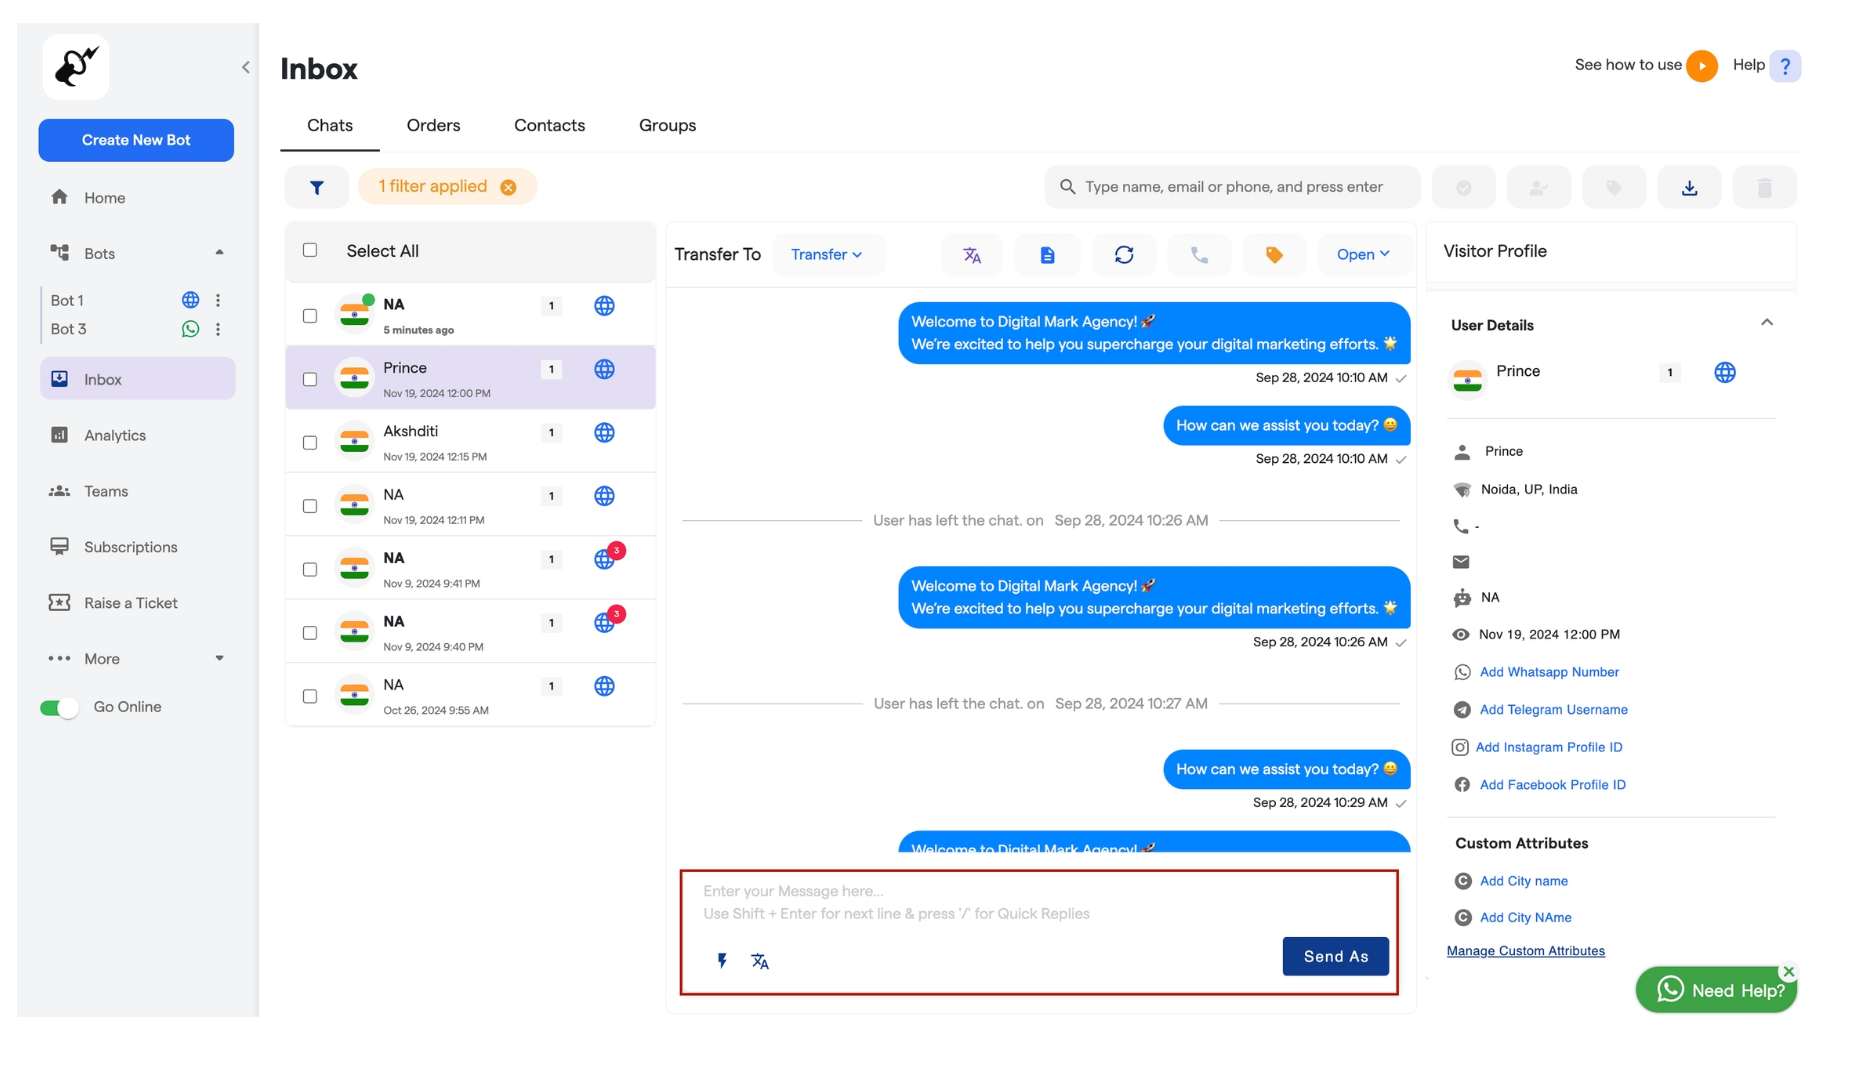 Inbox
See how to use
Help ?
Create New Bot
Chats Orders Contacts Groups
1 filter applied
Type name, email or phone, and press enter
Home
Bots
Bot 1
Bot 3
Inbox
Analytics
Teams
Subscriptions
Raise a Ticket
More
Go Online
Select All
NA 1
5 minutes ago
Prince 1
Nov 19, 2024 12:00 PM
Akshditi 1
Nov 19, 2024 12:15 PM
NA 1
Nov 19, 2024 12:11 PM
NA 1 3
Nov 9, 2024 9:41 PM
NA 1 3
Nov 9, 2024 9:40 PM
NA 1
Oct 26, 2024 9:55 AM
Transfer To Transfer Open
Welcome to Digital Mark Agency! 🚀
We're excited to help you supercharge your digital marketing efforts. 🌟
Sep 28, 2024 10:10 AM
How can we assist you today? 😄
Sep 28, 2024 10:10 AM
User has left the chat. on Sep 28, 2024 10:26 AM
Welcome to Digital Mark Agency! 🚀
We're excited to help you supercharge your digital marketing efforts. 🌟
Sep 28, 2024 10:26 AM
User has left the chat. on Sep 28, 2024 10:27 AM
How can we assist you today? 😄
Sep 28, 2024 10:29 AM
Welcome to Digital Mark Agency! 🚀
Enter your Message here...
Use Shift + Enter for next line & press '/' for Quick Replies
Send As
Visitor Profile
User Details
Prince 1
Prince
Noida, UP, India
-
NA
Nov 19, 2024 12:00 PM
Add Whatsapp Number
Add Telegram Username
Add Instagram Profile ID
Add Facebook Profile ID
Custom Attributes
C Add City name
C Add City NAme
Manage Custom Attributes
Need Help?